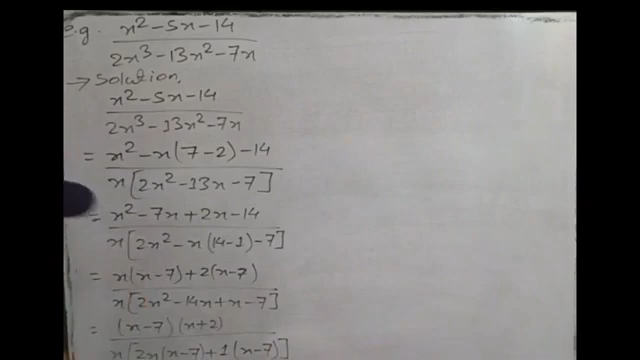 e.g. x²-5x-14
2x³-13x²-7x
→ Solution.
x²-5x-14
2x³-13x²-7x
= x²-x(7-2)-14
x[2x²-13x-7]
= x²-7x+2x-14
x[2x²-x(14-1)-7]
= x(x-7)+2(x-7)
x[2x²-14x+x-7]
= (x-7)(x+2)
x[2x(x-7)+1(x-7)]